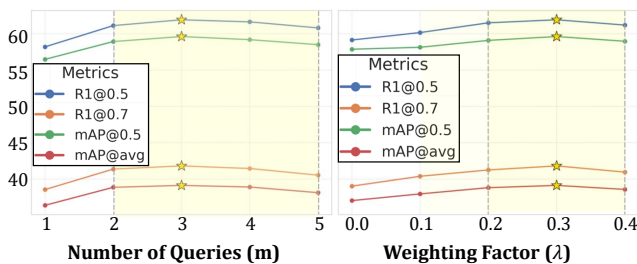 60
55
50
45
40
Metrics
R1@0.5
R1@0.7
mAP@0.5
mAP@avg
1 2 3 4 5
Number of Queries (m)
Metrics
R1@0.5
R1@0.7
mAP@0.5
mAP@avg
0.0 0.1 0.2 0.3 0.4
Weighting Factor (λ)